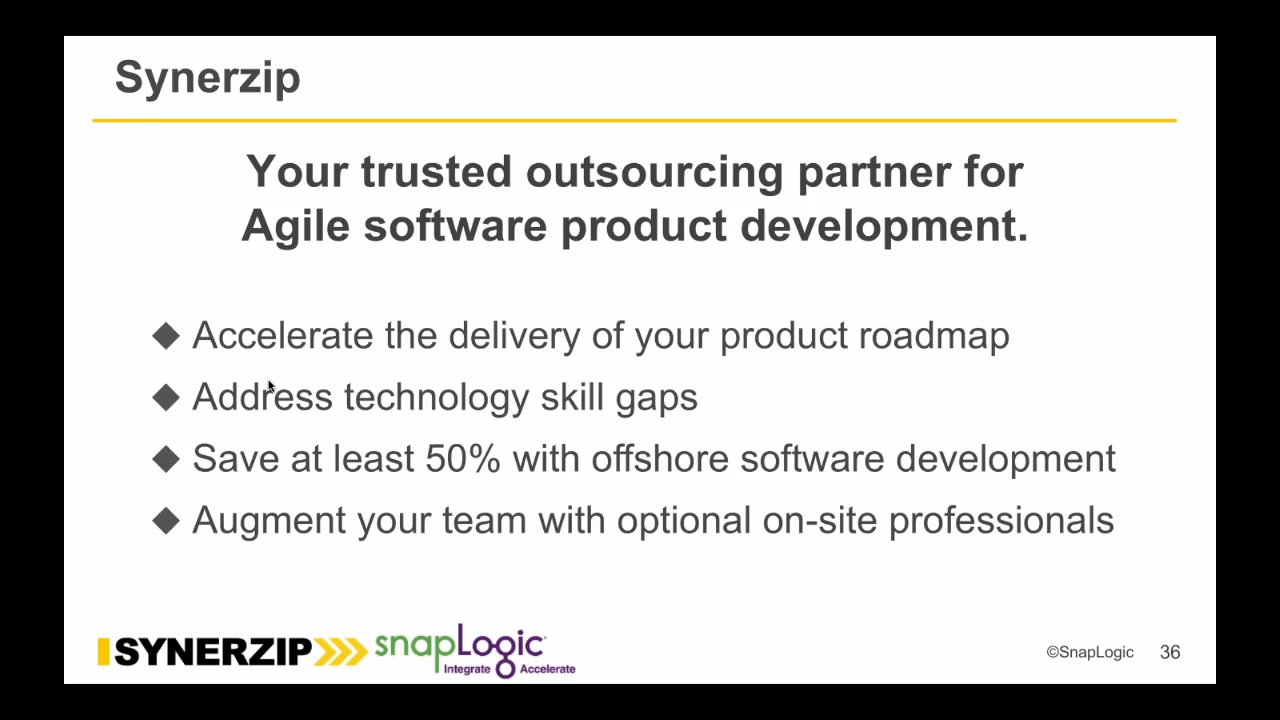 Synerzip
Your trusted outsourcing partner for
Agile software product development.
◆ Accelerate the delivery of your product roadmap
◆ Address technology skill gaps
◆ Save at least 50% with offshore software development
◆ Augment your team with optional on-site professionals
SYNERZIP
snapLogic
Integrate Accelerate
©SnapLogic 36